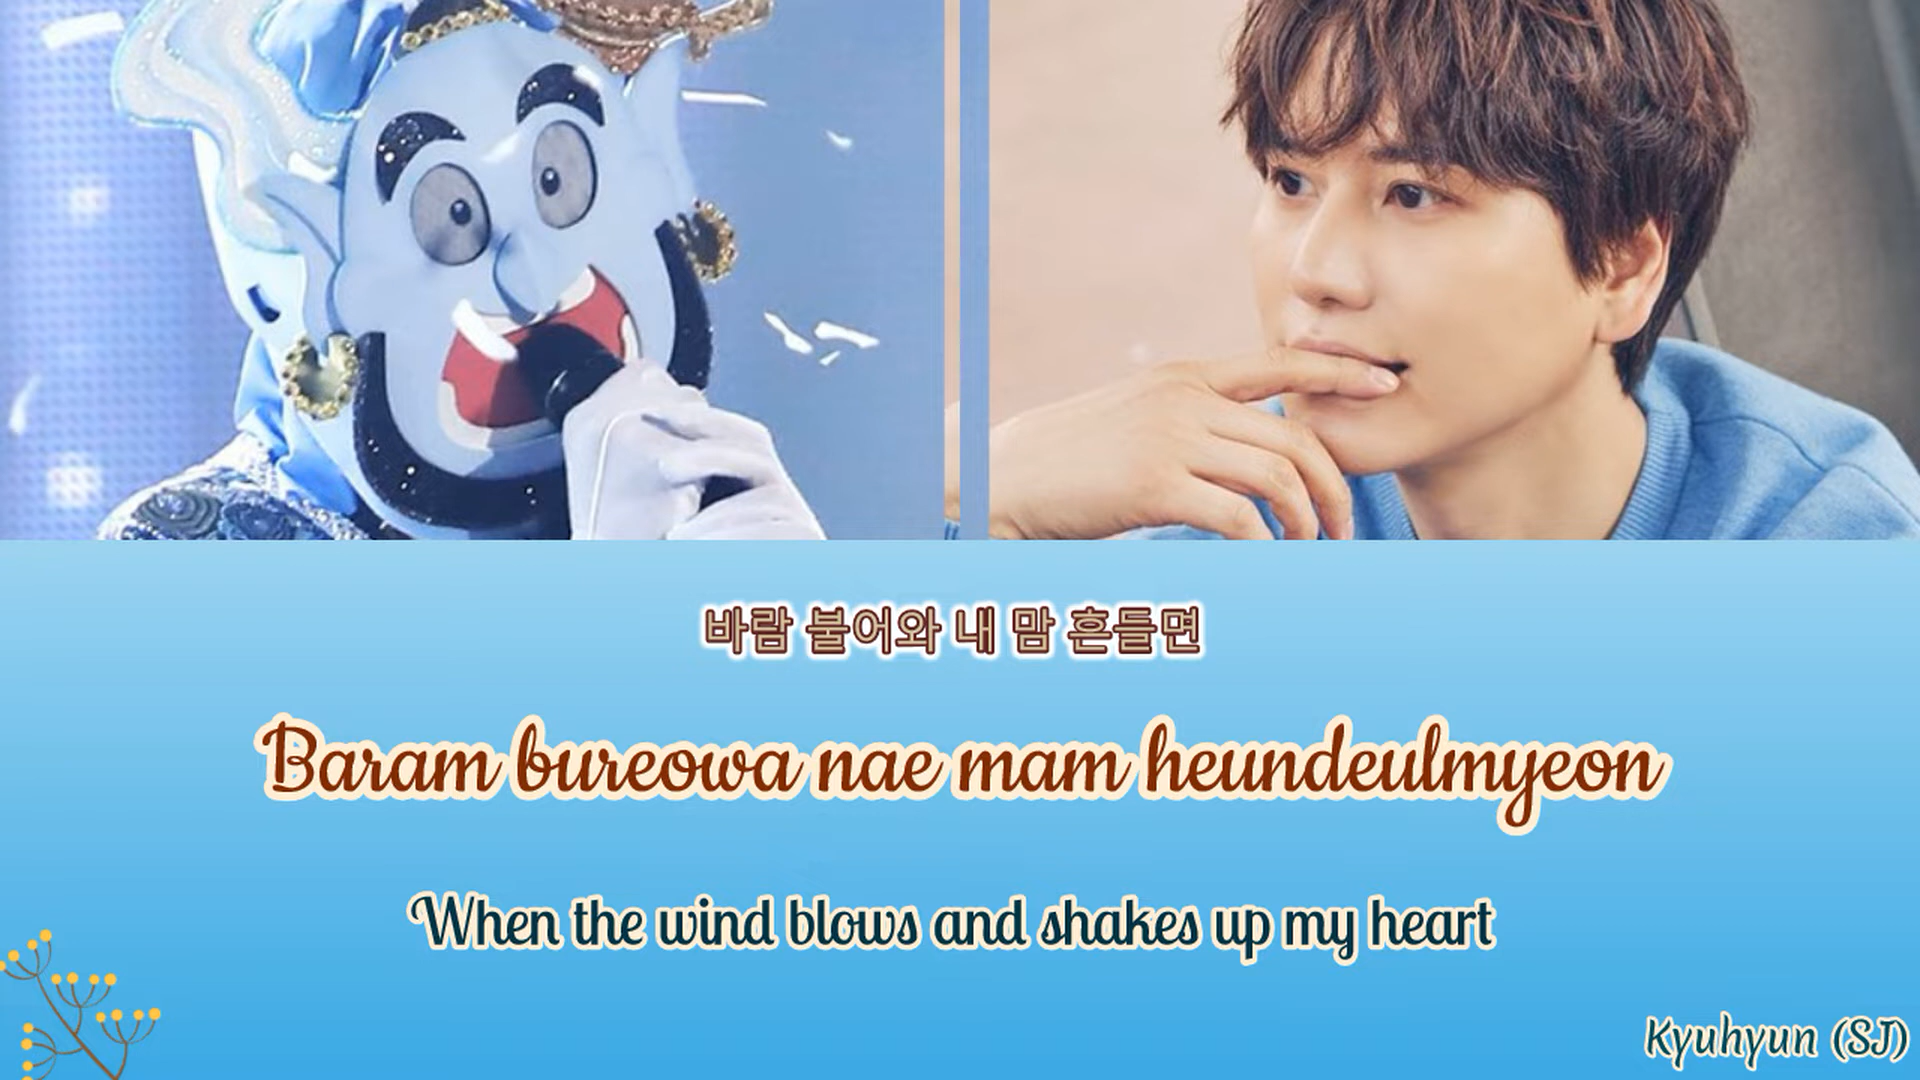 바람 불어와 내 맘 흔들면
Baram bureowa nae mam heundeulmyeon
When the wind blows and shakes up my heart
Kyuhyun (SJ)